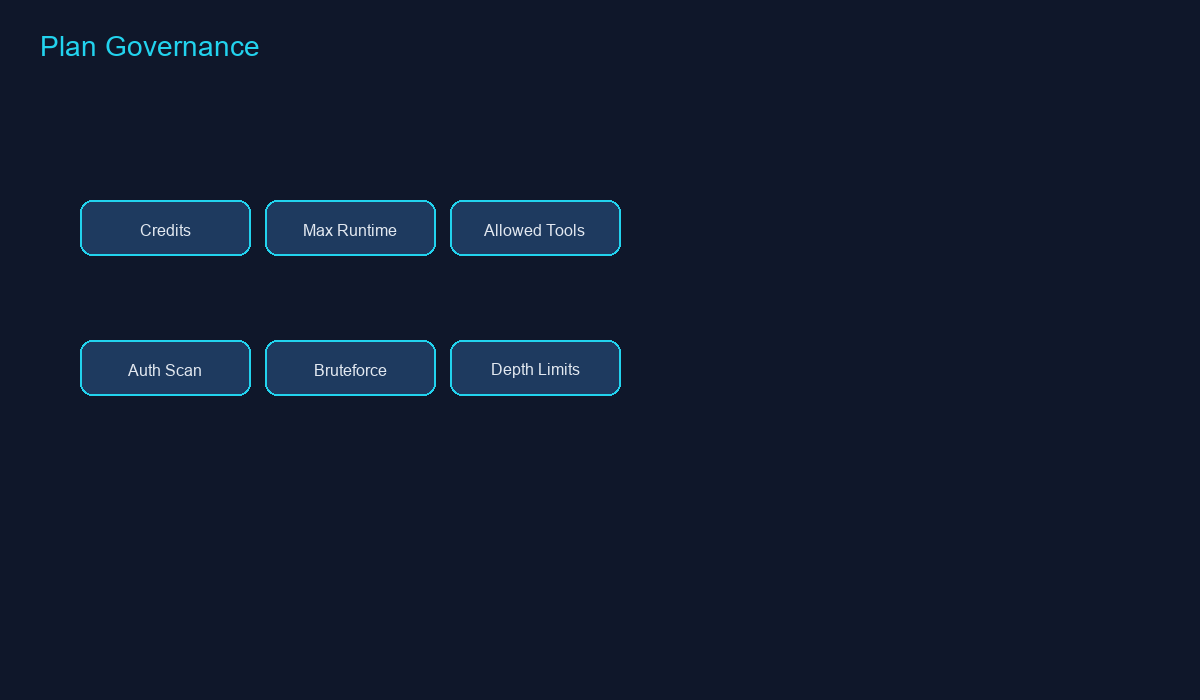 Plan Governance
Credits
Max Runtime
Allowed Tools
Auth Scan
Bruteforce
Depth Limits